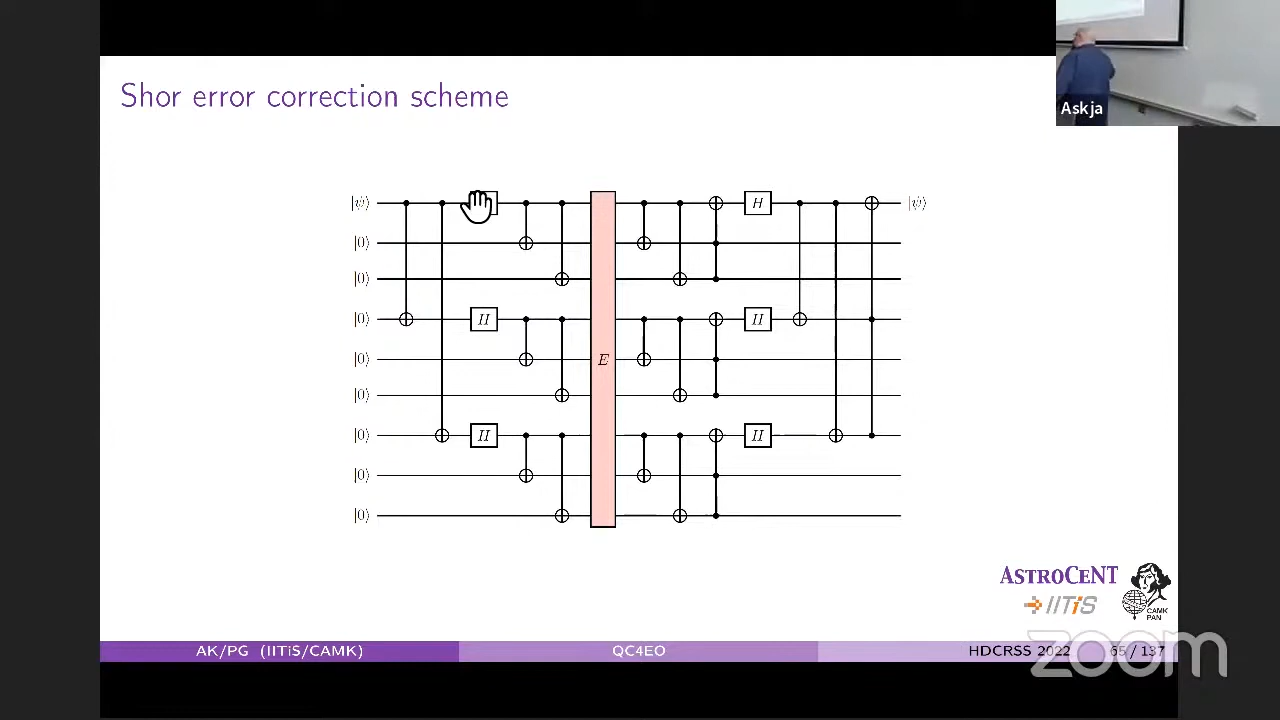 Shor error correction scheme
Askja
|ψ⟩ H |ψ⟩
|0⟩
|0⟩
|0⟩ H H
|0⟩ E
|0⟩
|0⟩ H H
|0⟩
|0⟩
ASTROCENT
IITiS
CAMK
PAN
AK/PG (IITiS/CAMK) QC4EO HDCRSS 2022 65 / 137
zoom